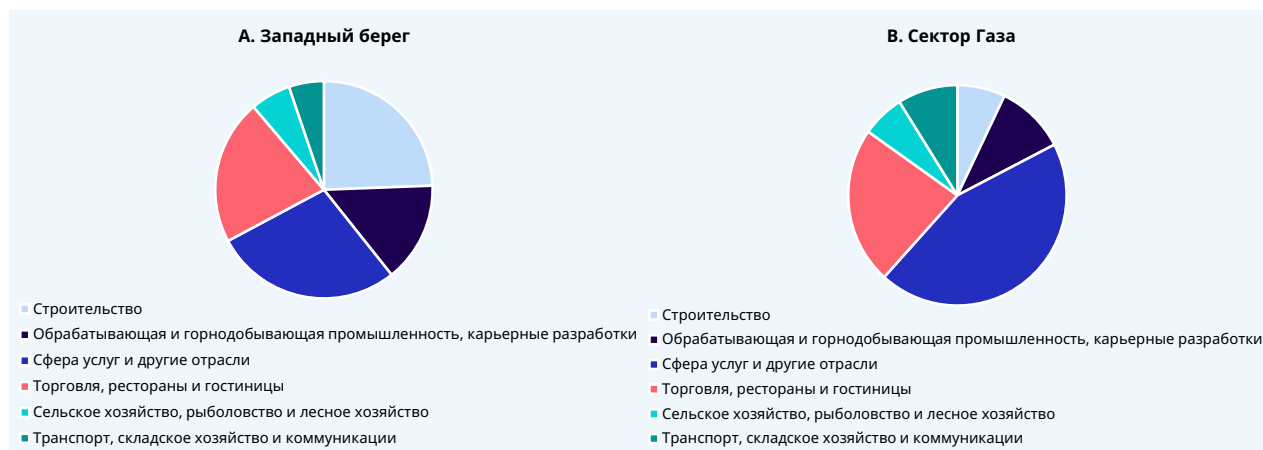 A. Западный берег
Строительство
Обрабатывающая и горнодобывающая промышленность, карьерные разработки
Сфера услуг и другие отрасли
Торговля, рестораны и гостиницы
Сельское хозяйство, рыболовство и лесное хозяйство
Транспорт, складское хозяйство и коммуникации
B. Сектор Газа
Строительство
Обрабатывающая и горнодобывающая промышленность, карьерные разработки
Сфера услуг и другие отрасли
Торговля, рестораны и гостиницы
Сельское хозяйство, рыболовство и лесное хозяйство
Транспорт, складское хозяйство и коммуникации